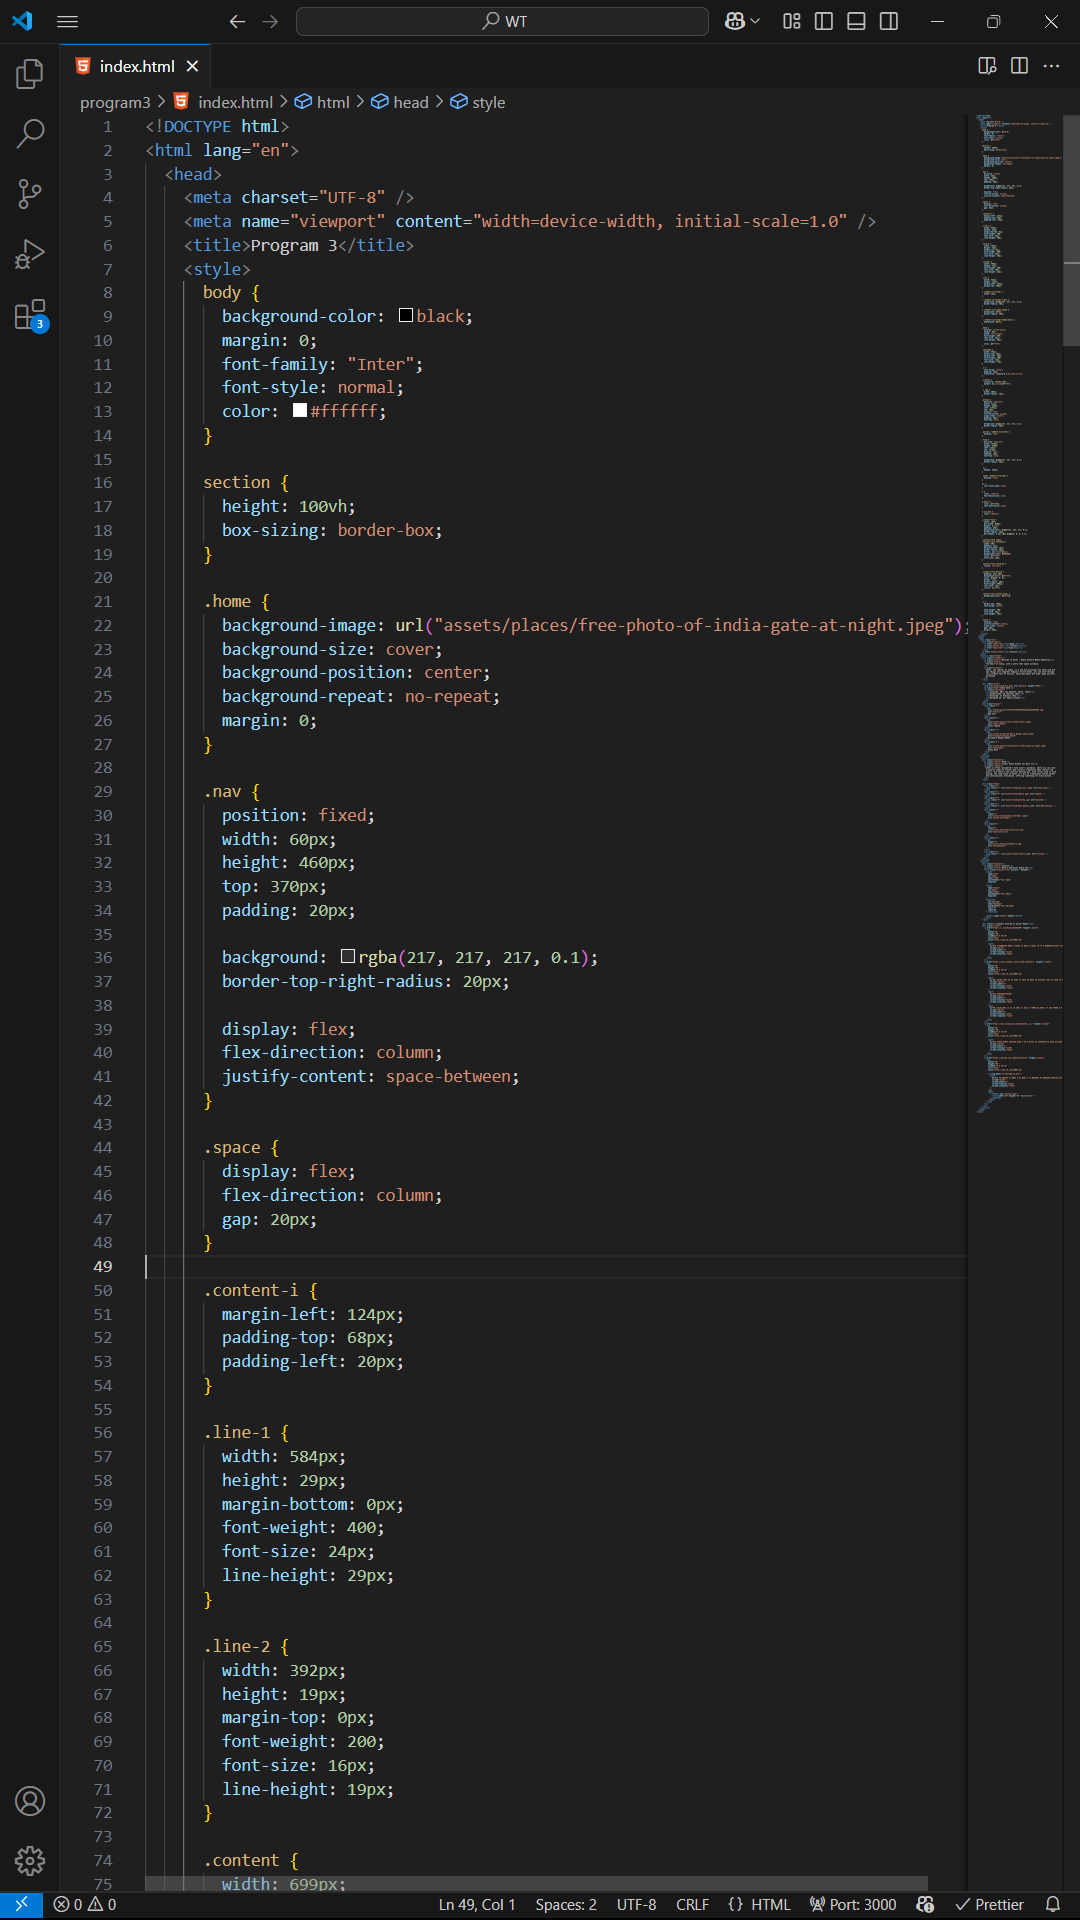 WT
index.html
program3 > index.html > html > head > style
1 <!DOCTYPE html>
2 <html lang="en">
3 <head>
4 <meta charset="UTF-8" />
5 <meta name="viewport" content="width=device-width, initial-scale=1.0" />
6 <title>Program 3</title>
7 <style>
8 body {
9 background-color: black;
10 margin: 0;
11 font-family: "Inter";
12 font-style: normal;
13 color: #ffffff;
14 }
15
16 section {
17 height: 100vh;
18 box-sizing: border-box;
19 }
20
21 .home {
22 background-image: url("assets/places/free-photo-of-india-gate-at-night.jpeg");
23 background-size: cover;
24 background-position: center;
25 background-repeat: no-repeat;
26 margin: 0;
27 }
28
29 .nav {
30 position: fixed;
31 width: 60px;
32 height: 460px;
33 top: 370px;
34 padding: 20px;
35
36 background: rgba(217, 217, 217, 0.1);
37 border-top-right-radius: 20px;
38
39 display: flex;
40 flex-direction: column;
41 justify-content: space-between;
42 }
43
44 .space {
45 display: flex;
46 flex-direction: column;
47 gap: 20px;
48 }
49
50 .content-i {
51 margin-left: 124px;
52 padding-top: 68px;
53 padding-left: 20px;
54 }
55
56 .line-1 {
57 width: 584px;
58 height: 29px;
59 margin-bottom: 0px;
60 font-weight: 400;
61 font-size: 24px;
62 line-height: 29px;
63 }
64
65 .line-2 {
66 width: 392px;
67 height: 19px;
68 margin-top: 0px;
69 font-weight: 200;
70 font-size: 16px;
71 line-height: 19px;
72 }
73
74 .content {
75 width: 699px;
3
0 0 Ln 49, Col 1 Spaces: 2 UTF-8 CRLF {} HTML Port: 3000 Prettier